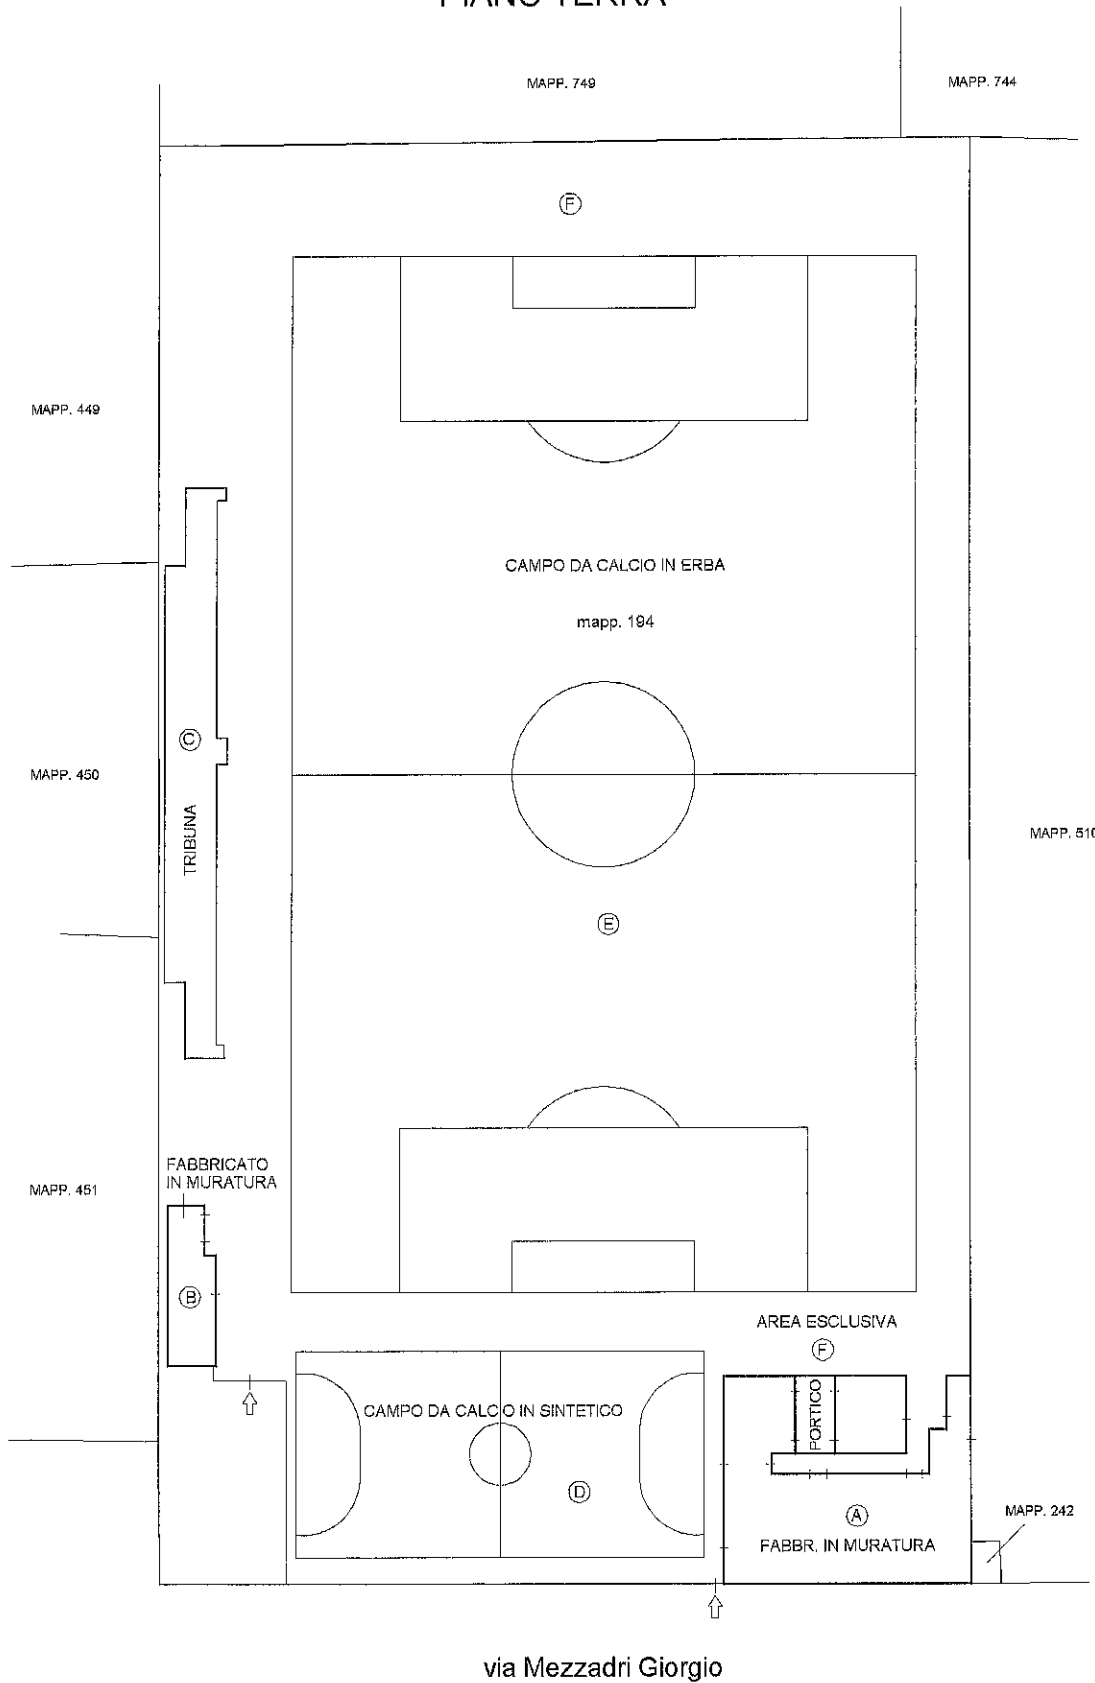 PIANO TERRA
MAPP. 749
MAPP. 744
F
MAPP. 449
CAMPO DA CALCIO IN ERBA
mapp. 194
C
MAPP. 450
TRIBUNA
MAPP. 510
E
FABBRICATO
IN MURATURA
MAPP. 451
B
AREA ESCLUSIVA
F
PORTICO
CAMPO DA CALCIO IN SINTETICO
D
A
MAPP. 242
FABBR. IN MURATURA
via Mezzadri Giorgio